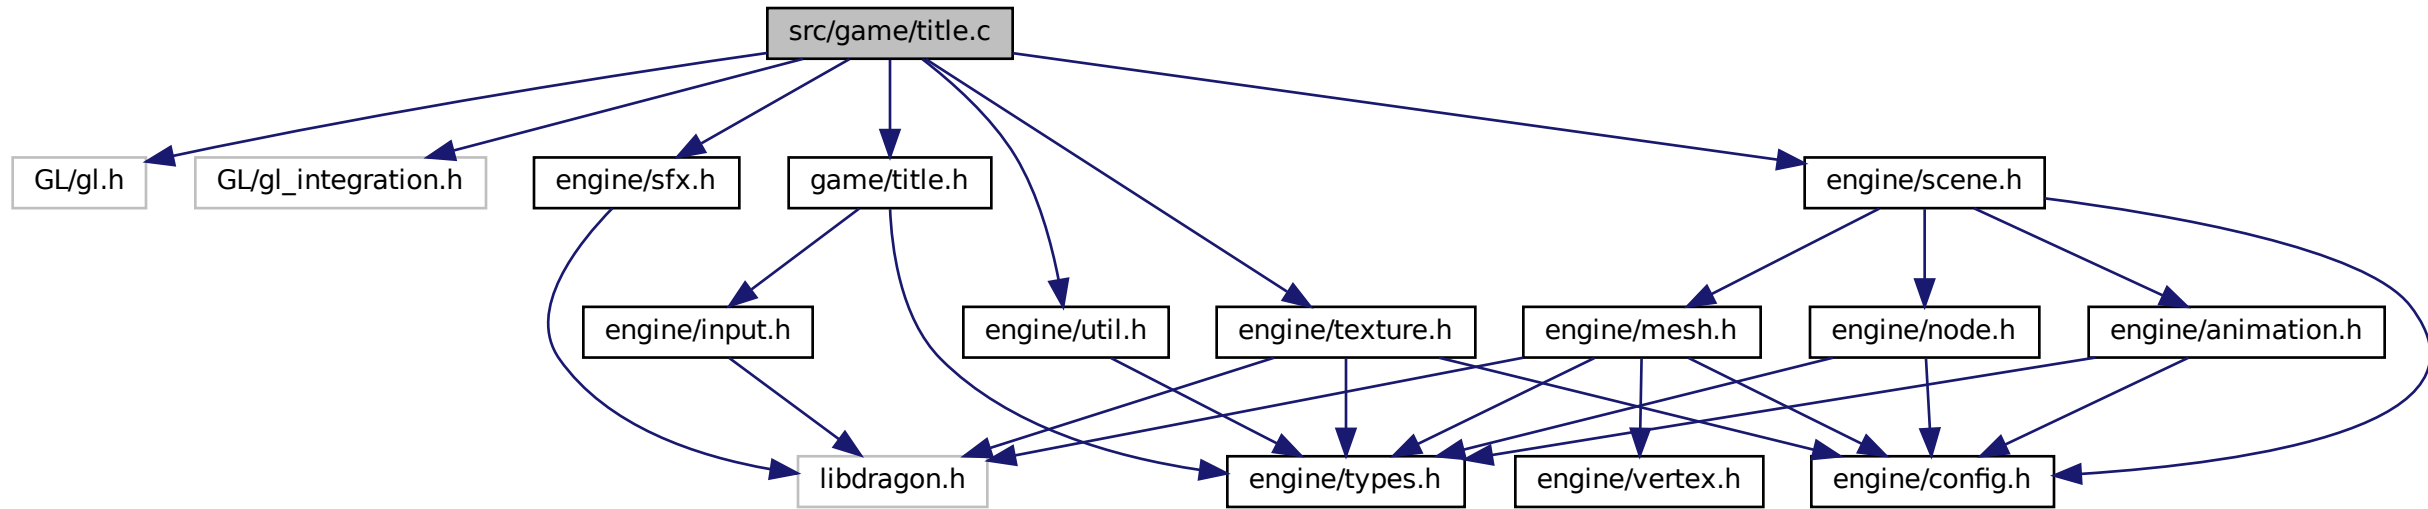 src/game/title.c
GL/gl.h
GL/gl_integration.h
engine/sfx.h
game/title.h
engine/scene.h
engine/input.h
engine/util.h
engine/texture.h
engine/mesh.h
engine/node.h
engine/animation.h
libdragon.h
engine/types.h
engine/vertex.h
engine/config.h